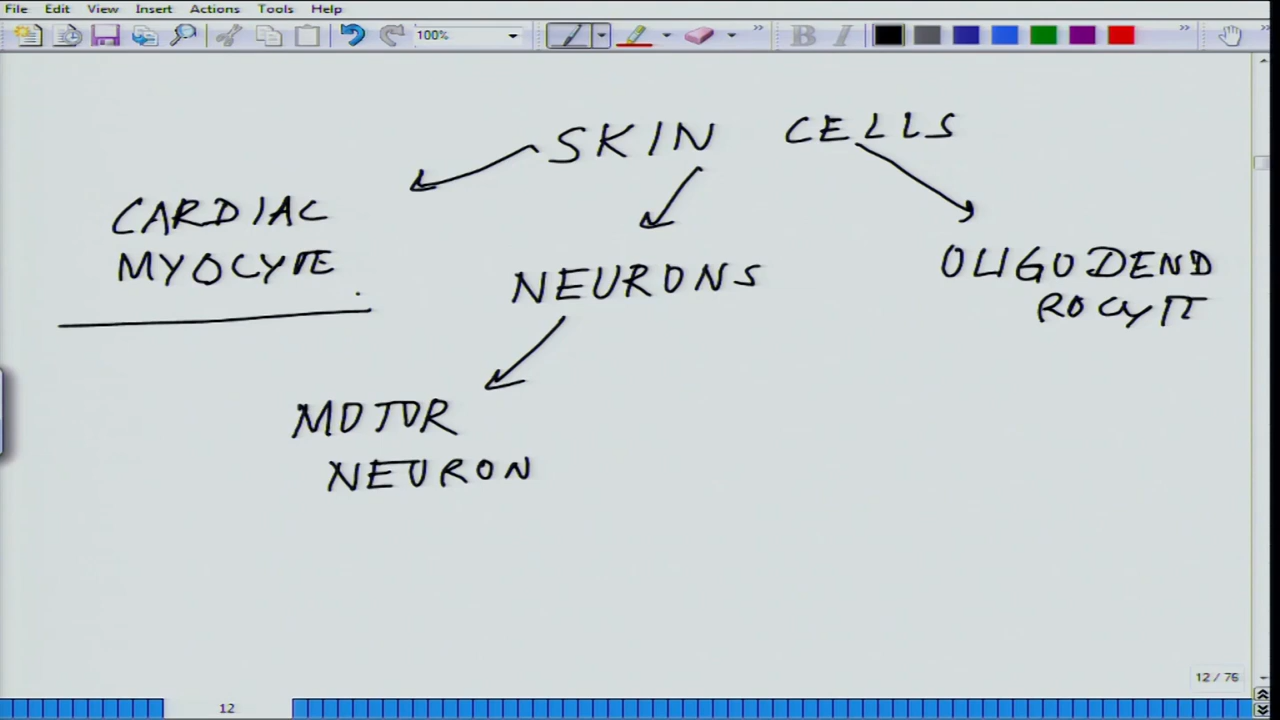 File Edit View Insert Actions Tools Help
100%
B I
SKIN CELLS
CARDIAC
MYOCYTE
NEURONS
OLIGODEND
ROCYTE
MOTOR
NEURON
12 / 76
12